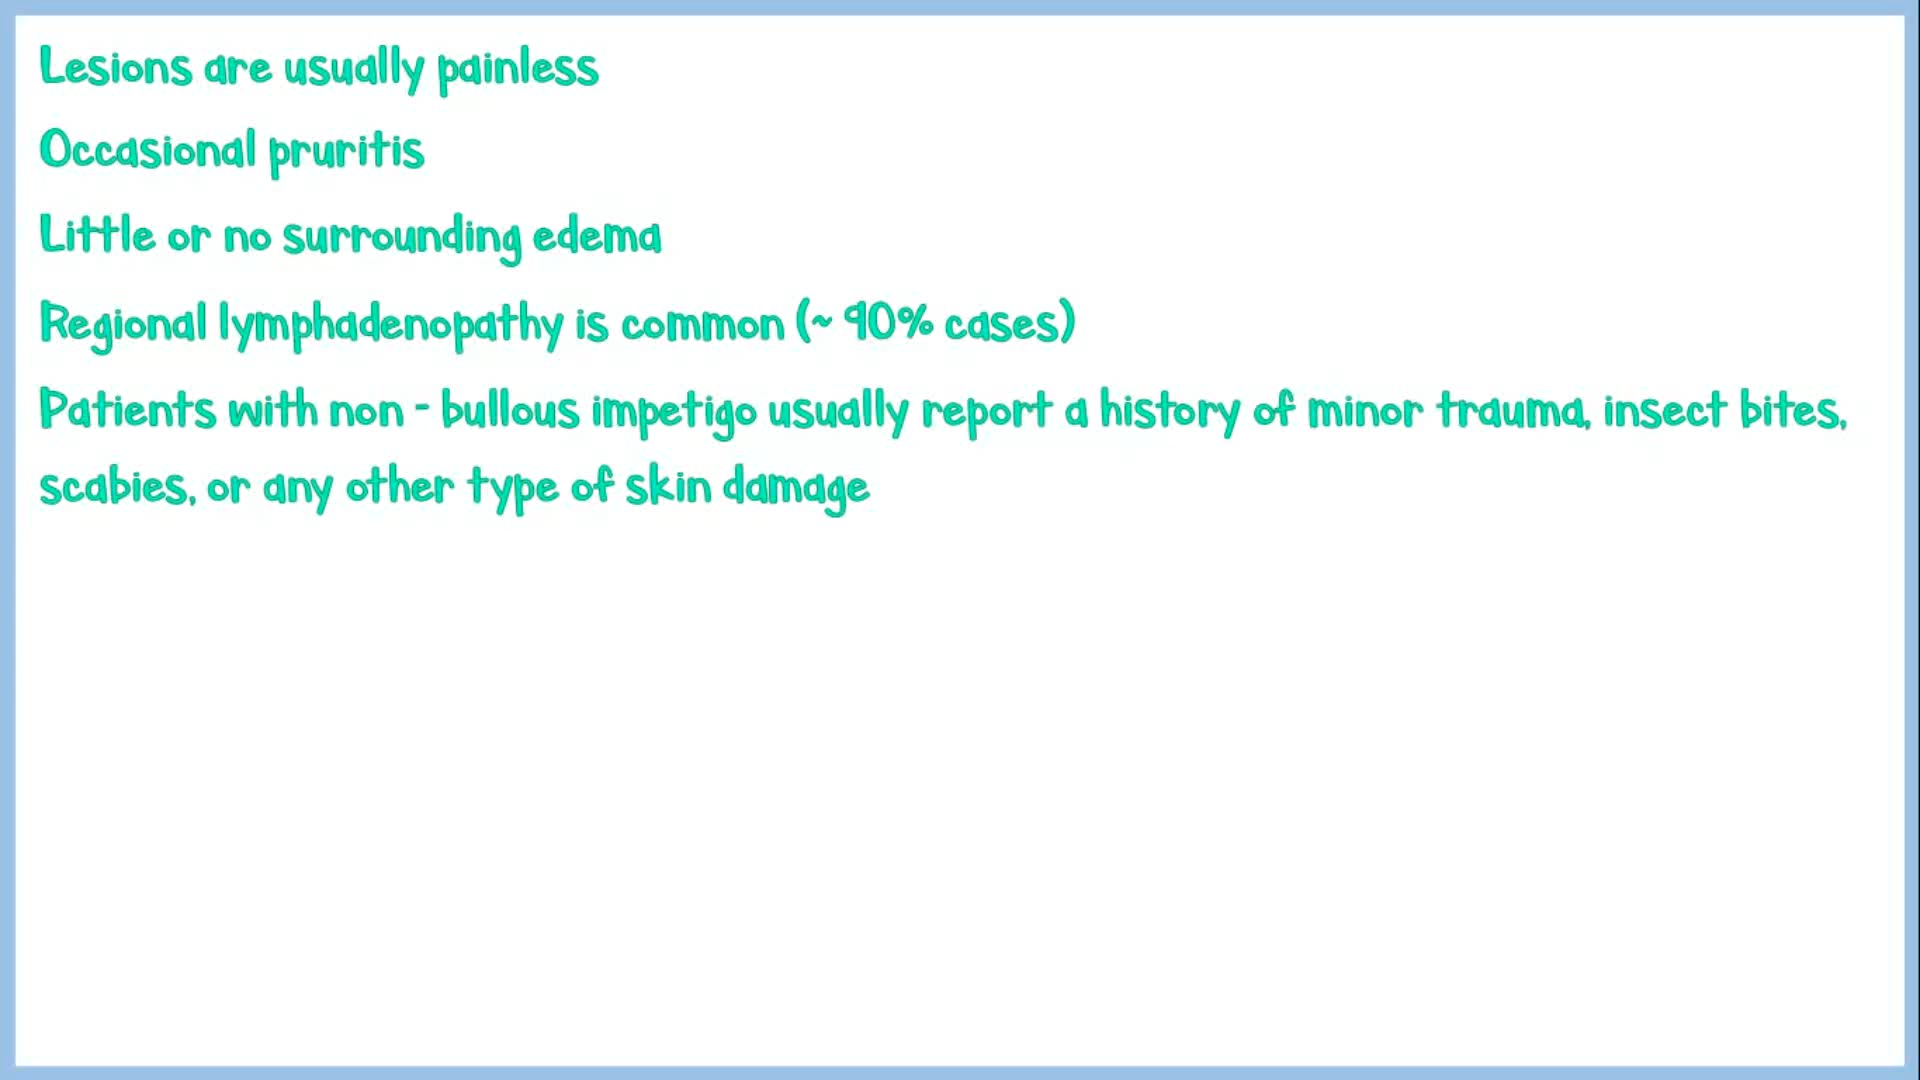 Lesions are usually painless
Occasional pruritis
Little or no surrounding edema
Regional lymphadenopathy is common (~ 90% cases)
Patients with non - bullous impetigo usually report a history of minor trauma, insect bites,
scabies, or any other type of skin damage